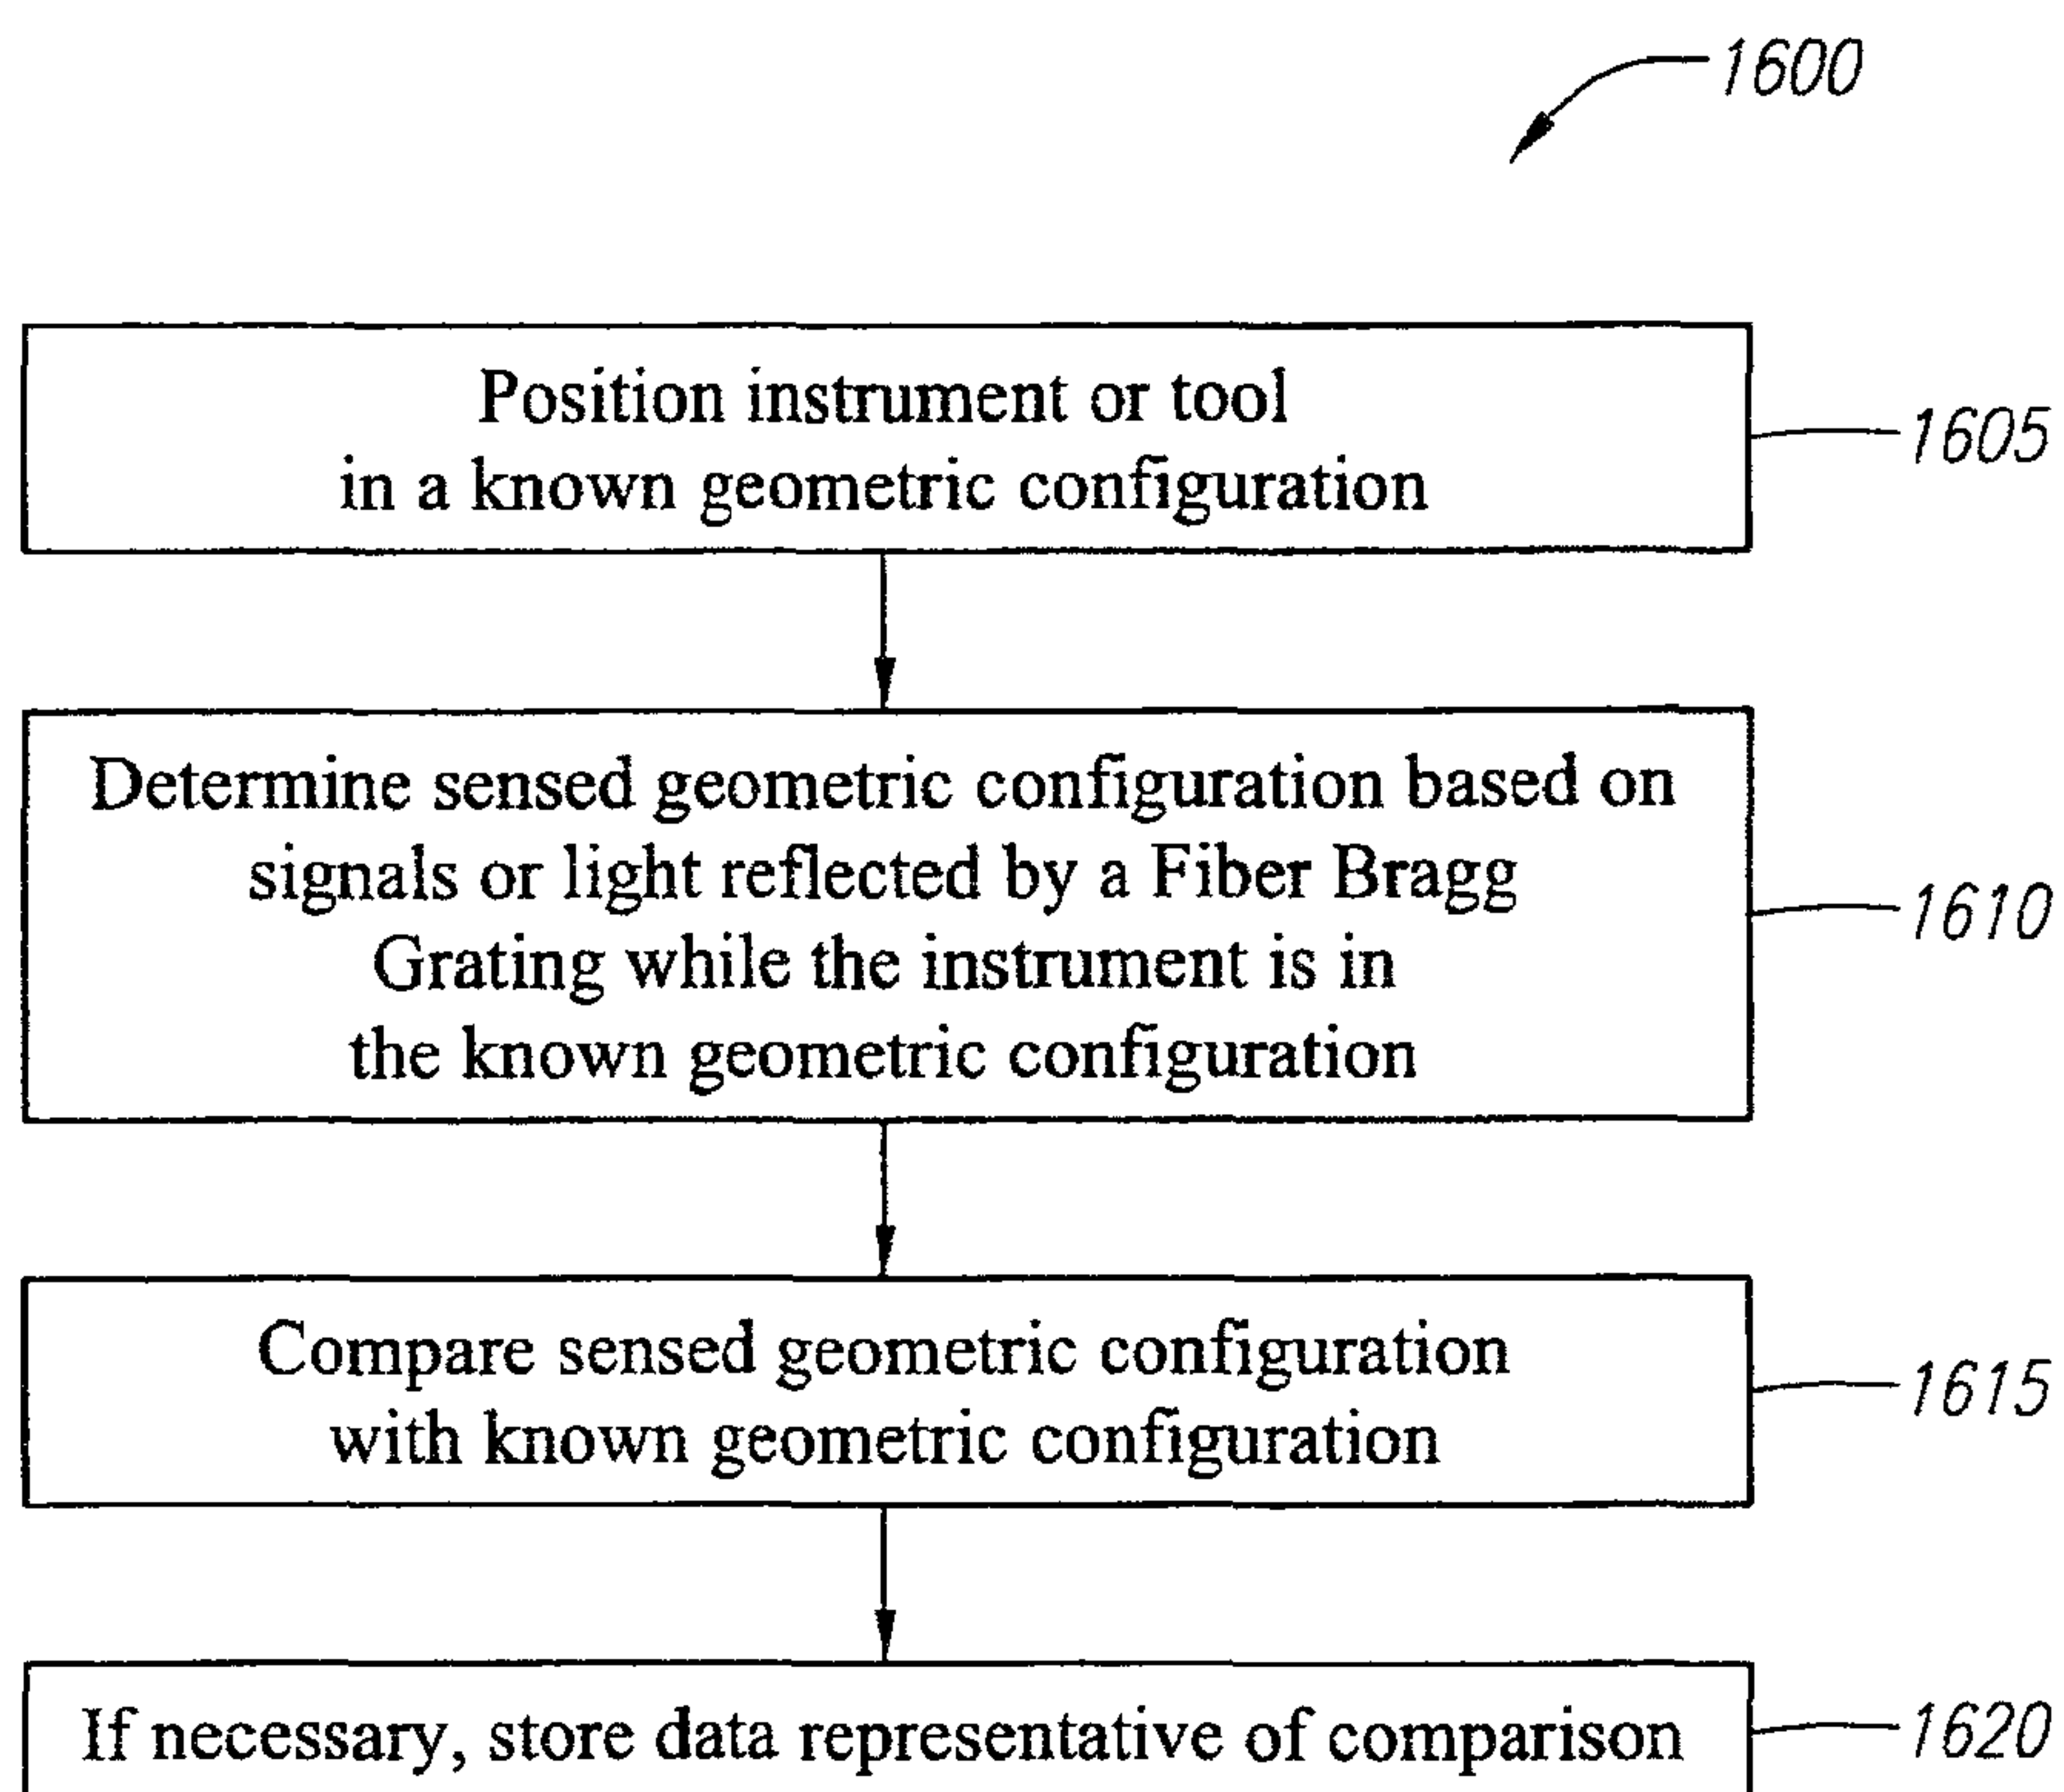 1600
Position instrument or tool
in a known geometric configuration
1605
Determine sensed geometric configuration based on
signals or light reflected by a Fiber Bragg
Grating while the instrument is in
the known geometric configuration
1610
Compare sensed geometric configuration
with known geometric configuration
1615
If necessary, store data representative of comparison
1620